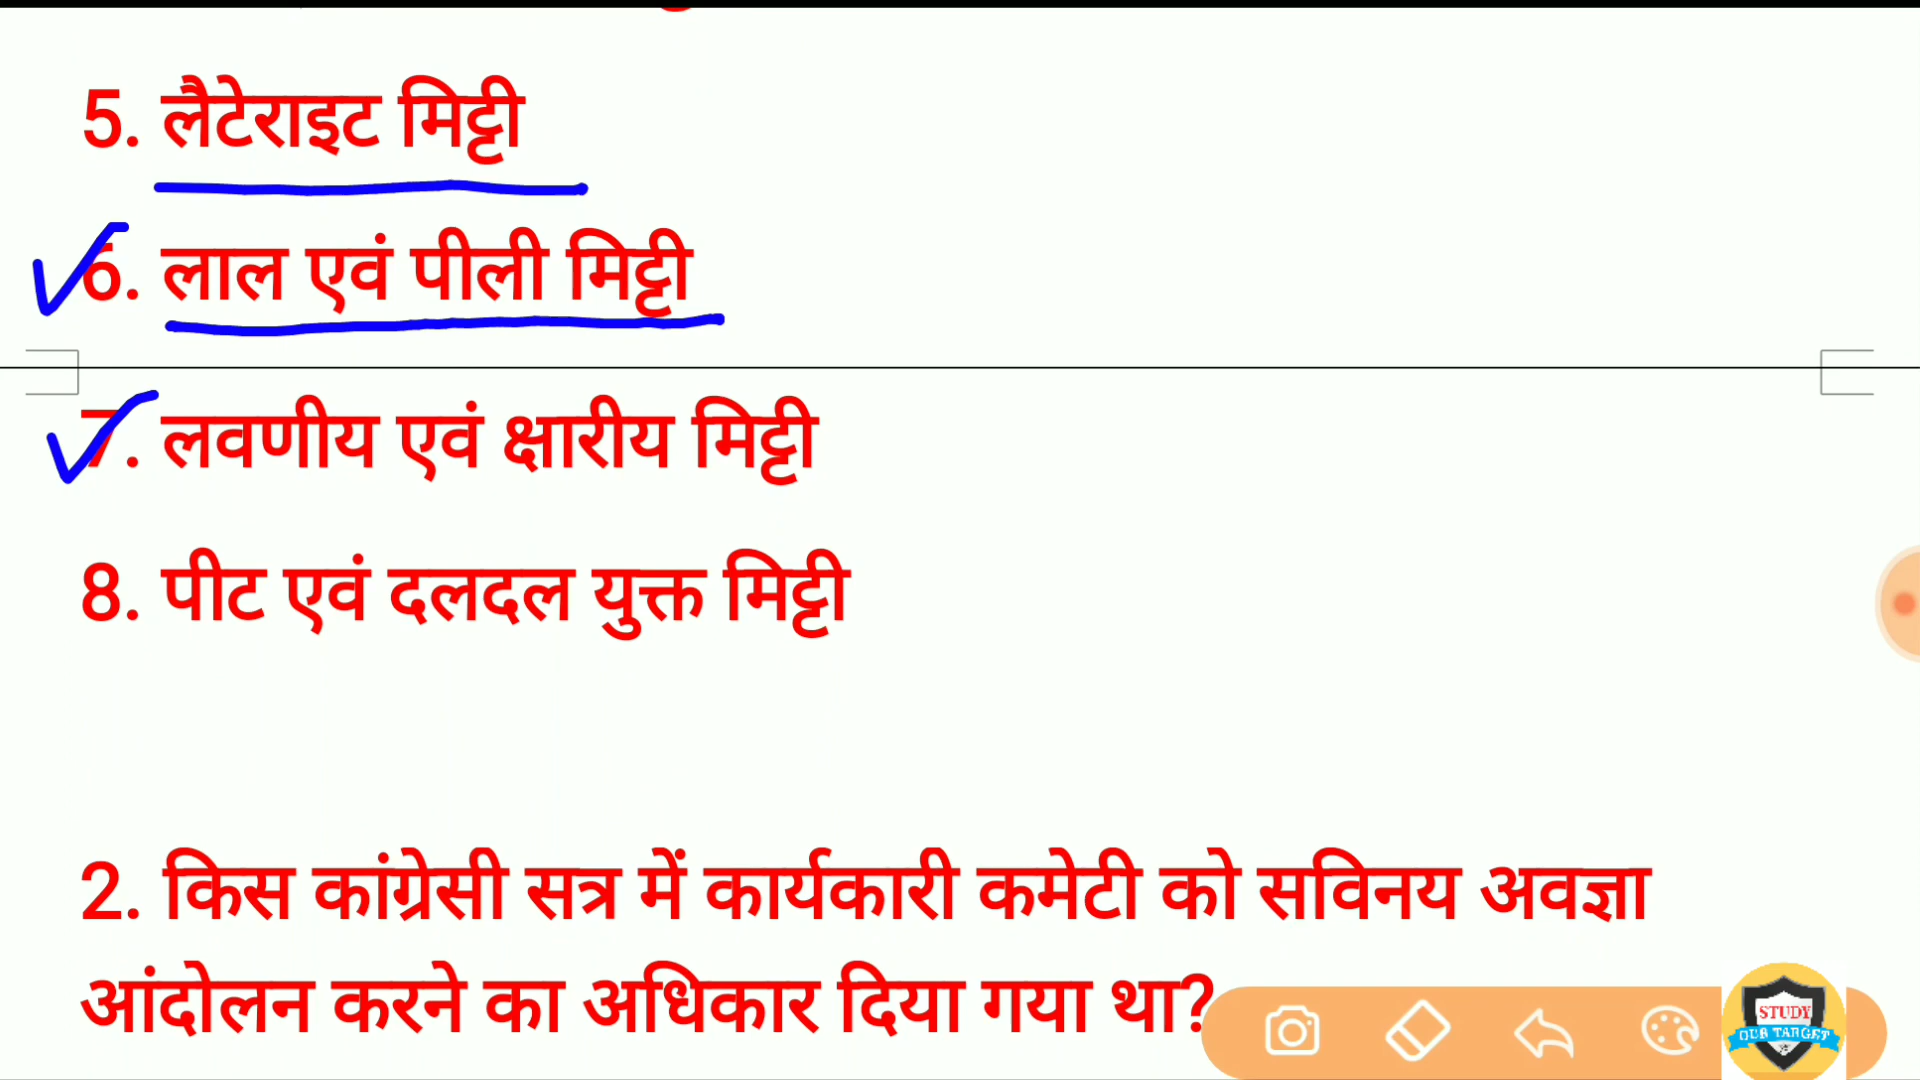 5. लैटेराइट मिट्टी
6. लाल एवं पीली मिट्टी
7. लवणीय एवं क्षारीय मिट्टी
8. पीट एवं दलदल युक्त मिट्टी
2. किस कांग्रेसी सत्र में कार्यकारी कमेटी को सविनय अवज्ञा
आंदोलन करने का अधिकार दिया गया था?
STUDY
OUR TARGET